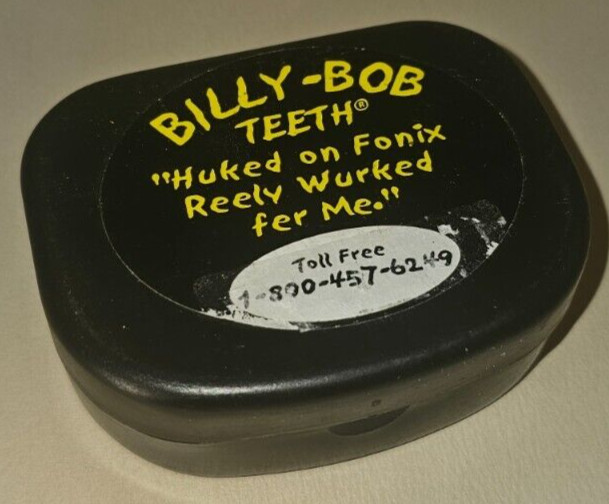 BILLY-BOB
TEETH®
"Huked on Fonix
Reely Wurked
fer Me."
Toll Free
1-800-457-6249